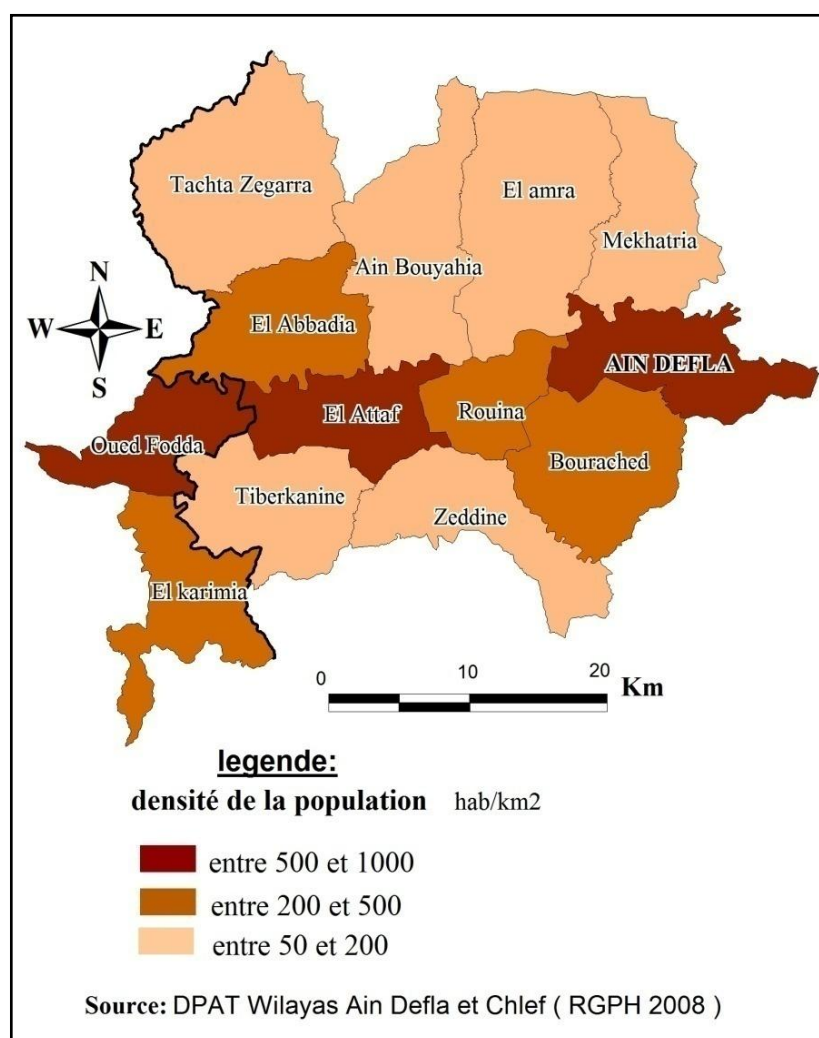 Tachta Zegarra
El amra
Mekhatria
Ain Bouyahia
N
W E
S
El Abbadia
AIN DEFLA
El Attaf
Rouina
Oued Fodda
Bourached
Tiberkanine
Zeddine
El karimia
0 10 20
Km
legende:
densité de la population hab/km2
entre 500 et 1000
entre 200 et 500
entre 50 et 200
Source: DPAT Wilayas Ain Defla et Chlef ( RGPH 2008 )